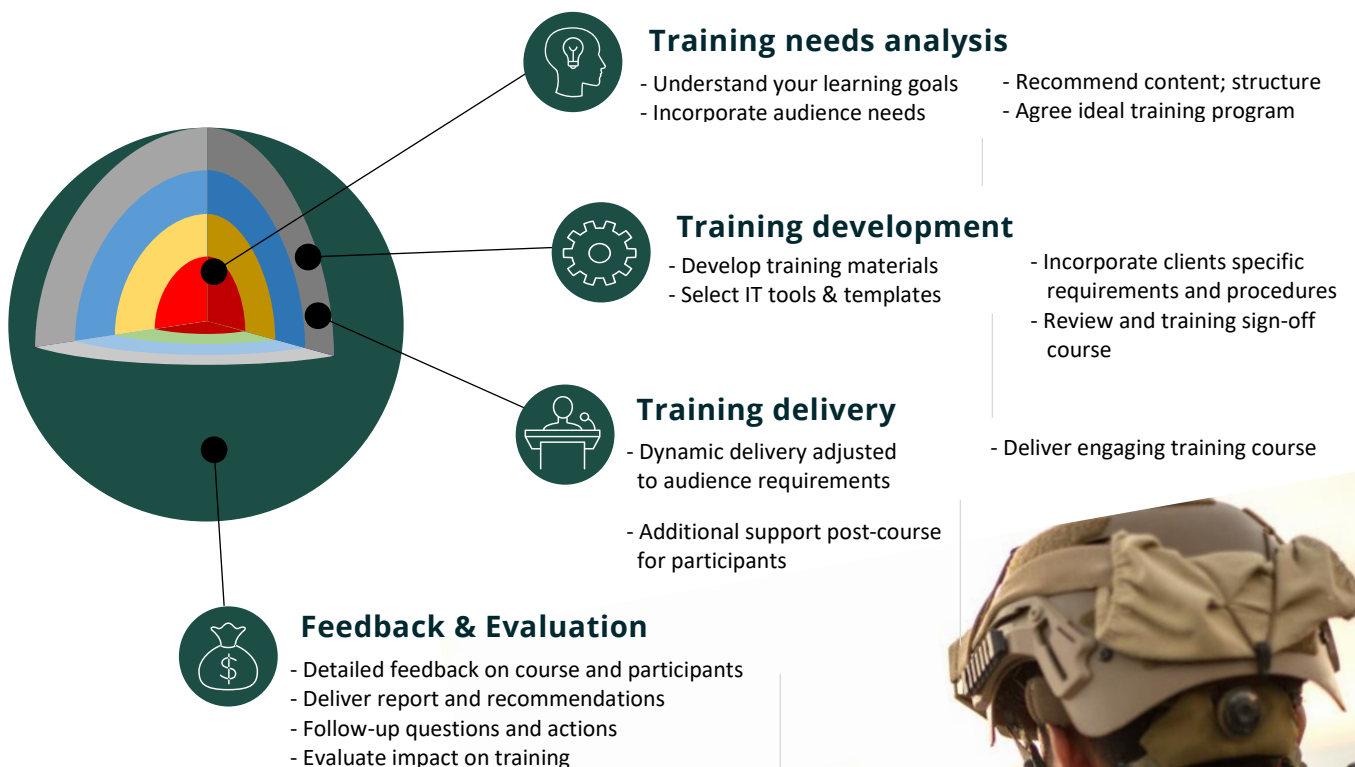 Training needs analysis
- Understand your learning goals
- Incorporate audience needs
- Recommend content; structure
- Agree ideal training program
Training development
- Develop training materials
- Select IT tools & templates
- Incorporate clients specific
requirements and procedures
- Review and training sign-off
course
Training delivery
- Dynamic delivery adjusted
to audience requirements
- Additional support post-course
for participants
- Deliver engaging training course
$
Feedback & Evaluation
- Detailed feedback on course and participants
- Deliver report and recommendations
- Follow-up questions and actions
- Evaluate impact on training